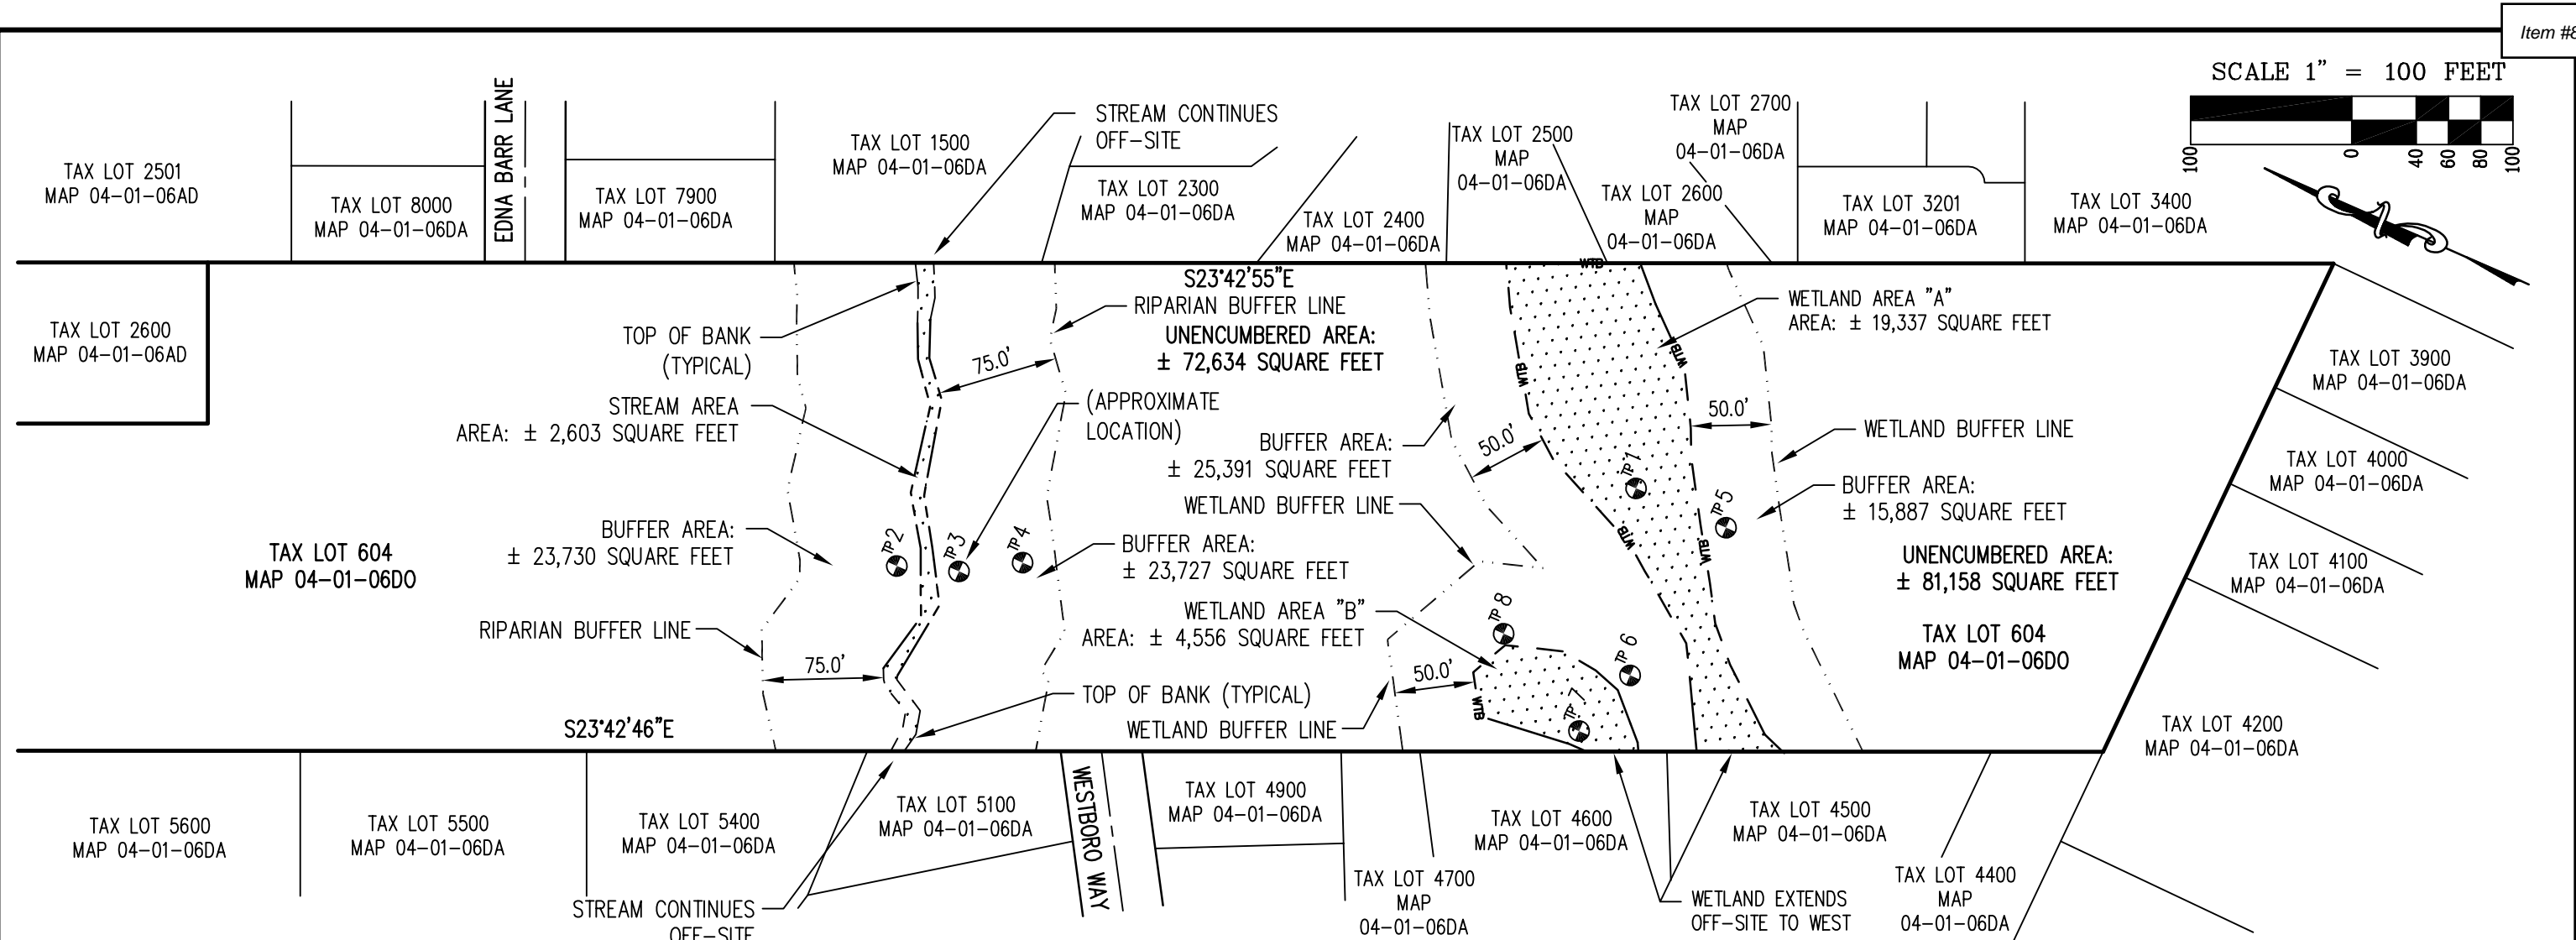 Item #8
SCALE 1" = 100 FEET
100
0
40
60
80
100
TAX LOT 2501
MAP 04-01-06AD
TAX LOT 8000
MAP 04-01-06DA
EDNA BARR LANE
TAX LOT 7900
MAP 04-01-06DA
TAX LOT 1500
MAP 04-01-06DA
STREAM CONTINUES
OFF-SITE
TAX LOT 2300
MAP 04-01-06DA
TAX LOT 2400
MAP 04-01-06DA
TAX LOT 2500
MAP
04-01-06DA
TAX LOT 2700
MAP
04-01-06DA
TAX LOT 2600
MAP
04-01-06DA
TAX LOT 3201
MAP 04-01-06DA
TAX LOT 3400
MAP 04-01-06DA
TAX LOT 2600
MAP 04-01-06AD
TOP OF BANK
(TYPICAL)
STREAM AREA
AREA: ± 2,603 SQUARE FEET
BUFFER AREA:
± 23,730 SQUARE FEET
TAX LOT 604
MAP 04-01-06DO
RIPARIAN BUFFER LINE
75.0'
S23°42'46"E
S23°42'55"E
RIPARIAN BUFFER LINE
UNENCUMBERED AREA:
± 72,634 SQUARE FEET
75.0'
(APPROXIMATE
LOCATION)
TP 2
TP 3
TP 4
BUFFER AREA:
± 25,391 SQUARE FEET
WETLAND BUFFER LINE
BUFFER AREA:
± 23,727 SQUARE FEET
WETLAND AREA "B"
AREA: ± 4,556 SQUARE FEET
TOP OF BANK (TYPICAL)
WETLAND BUFFER LINE
50.0'
50.0'
WTB
WTB
WTB
WTB
WTB
WTB
TP 1
TP 5
TP 8
TP 6
TP 7
50.0'
WETLAND AREA "A"
AREA: ± 19,337 SQUARE FEET
WETLAND BUFFER LINE
BUFFER AREA:
± 15,887 SQUARE FEET
UNENCUMBERED AREA:
± 81,158 SQUARE FEET
TAX LOT 604
MAP 04-01-06DO
TAX LOT 3900
MAP 04-01-06DA
TAX LOT 4000
MAP 04-01-06DA
TAX LOT 4100
MAP 04-01-06DA
TAX LOT 4200
MAP 04-01-06DA
TAX LOT 5600
MAP 04-01-06DA
TAX LOT 5500
MAP 04-01-06DA
TAX LOT 5400
MAP 04-01-06DA
STREAM CONTINUES
OFF-SITE
TAX LOT 5100
MAP 04-01-06DA
WESTBORO WAY
TAX LOT 4900
MAP 04-01-06DA
TAX LOT 4700
MAP
04-01-06DA
TAX LOT 4600
MAP 04-01-06DA
WETLAND EXTENDS
OFF-SITE TO WEST
TAX LOT 4500
MAP 04-01-06DA
TAX LOT 4400
MAP
04-01-06DA